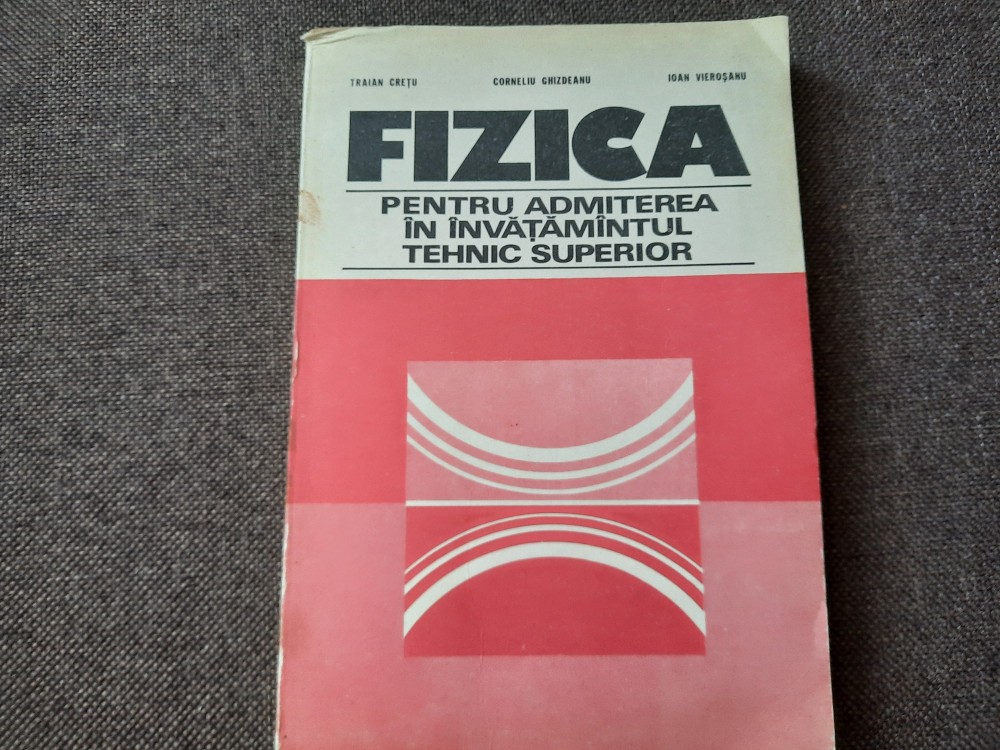 TRAIAN CREȚU CORNELIU GHIZDEANU IOAN VIEROȘANU
FIZICA
PENTRU ADMITEREA
ÎN ÎNVĂȚĂMÎNTUL
TEHNIC SUPERIOR